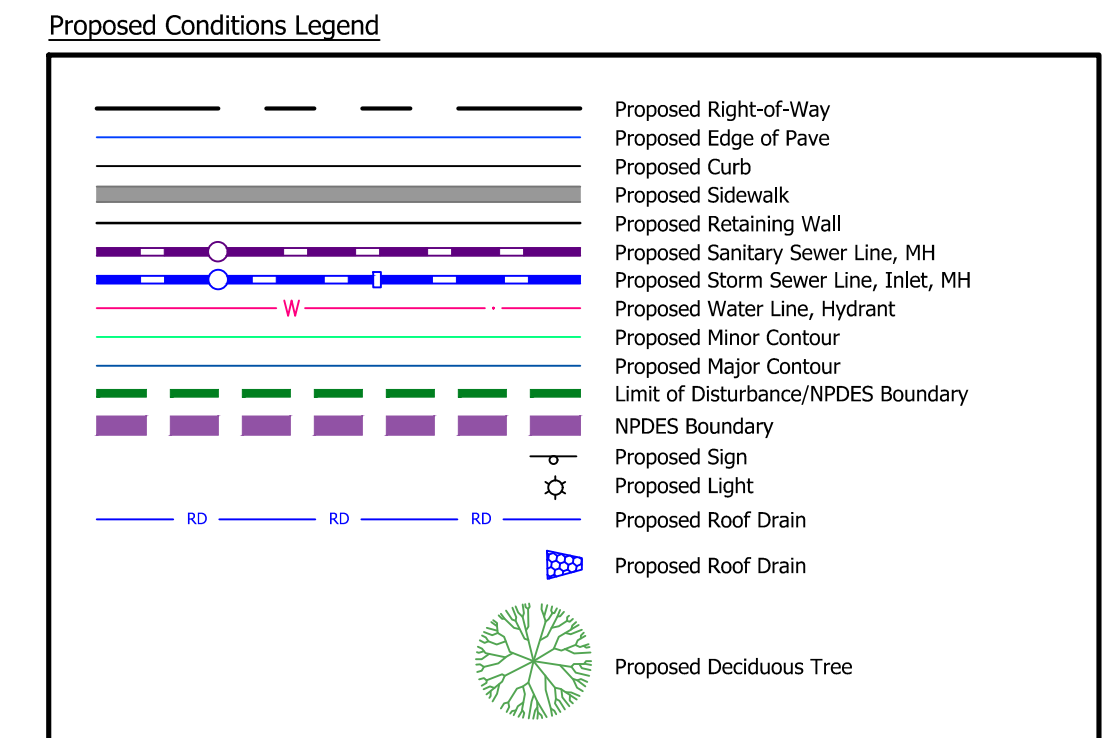 Proposed Conditions Legend
Proposed Right-of-Way
Proposed Edge of Pave
Proposed Curb
Proposed Sidewalk
Proposed Retaining Wall
Proposed Sanitary Sewer Line, MH
Proposed Storm Sewer Line, Inlet, MH
W Proposed Water Line, Hydrant
Proposed Minor Contour
Proposed Major Contour
Limit of Disturbance/NPDES Boundary
NPDES Boundary
Proposed Sign
Proposed Light
RD RD RD Proposed Roof Drain
Proposed Roof Drain
Proposed Deciduous Tree